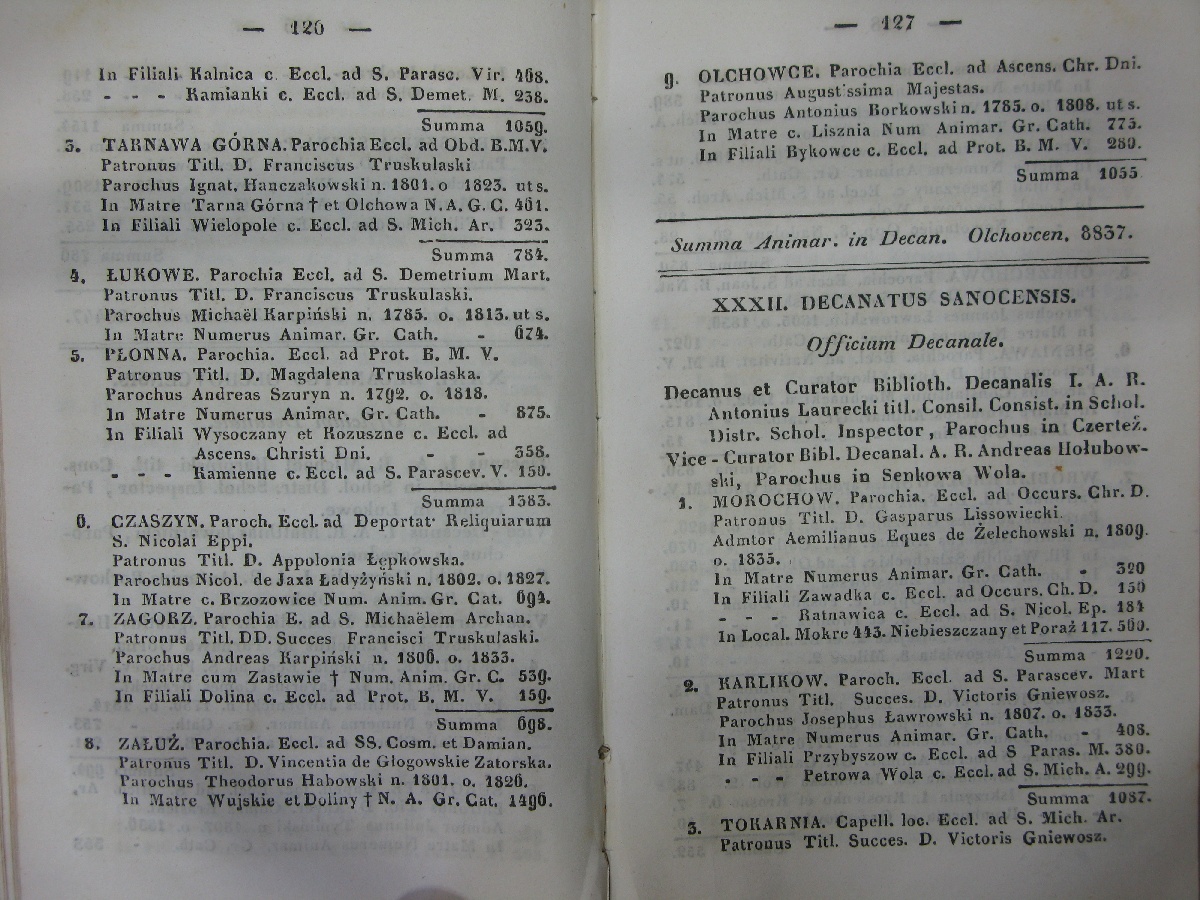 — 126 —
In Filiali Kalnica c. Eccl. ad S. Parasc. Vir. 408.
- - - Kamianki c. Eccl. ad S. Demet. M. 238.
Summa 1059.
3. TARNAWA GÓRNA. Parochia Eccl. ad Obd. B.M.V.
Patronus Titl. D. Franciscus Truskulaski
Parochus Ignat. Hanczakowski n. 1801. o 1823. ut s.
In Matre Tarna Górna † et Olchowa N. A. G. C. 461.
In Filiali Wielopole c. Eccl. ad S. Mich. Ar. 323.
Summa 784.
4. ŁUKOWE. Parochia Eccl. ad S. Demetrium Mart.
Patronus Titl. D. Franciscus Truskulaski.
Parochus Michaël Karpiński n. 1785. o. 1813. ut s.
In Matre Numerus Animar. Gr. Cath. - 674.
5. PŁONNA. Parochia. Eccl. ad Prot. B. M. V.
Patronus Titl. D. Magdalena Truskolaska.
Parochus Andreas Szuryn n. 1792. o. 1818.
In Matre Numerus Animar. Gr. Cath. - 875.
In Filiali Wysoczany et Kozuszne c. Eccl. ad
Ascens. Christi Dni. - - 358.
- - - Kamienne c. Eccl. ad S. Parascev. V. 150.
Summa 1383.
6. CZASZYN. Paroch. Eccl. ad Deportat. Reliquiarum
S. Nicolai Eppi.
Patronus Titl. D. Appolonia Łępkowska.
Parochus Nicol. de Jaxa Ładyżyński n. 1802. o. 1827.
In Matre c. Brzozowice Num. Anim. Gr. Cat. 694.
7. ZAGORZ. Parochia E. ad S. Michaëlem Archan.
Patronus Titl. DD. Succes Francisci Truskulaski.
Parochus Andreas Karpiński n. 1806. o. 1833.
In Matre cum Zastawie † Num. Anim. Gr. C. 539.
In Filiali Dolina c. Eccl. ad Prot. B. M. V. 159.
Summa 698.
8. ZAŁUŻ. Parochia. Eccl. ad SS. Cosm. et Damian.
Patronus Titl. D. Vincentia de Głogowskie Zatorska.
Parochus Theodorus Habowski n. 1801. o. 1826.
In Matre Wujskie et Doliny † N. A. Gr. Cat. 1496.
— 127 —
9. OLCHOWCE. Parochia Eccl. ad Ascens. Chr. Dni.
Patronus August'ssima Majestas.
Parochus Antonius Borkowski n. 1785. o. 1808. ut s.
In Matre c. Lisznia Num Animar. Gr. Cath. 775.
In Filiali Bykowce c. Eccl. ad Prot. B. M. V. 280.
Summa 1055
Summa Animar. in Decan. Olchovcen. 8837.
XXXII. DECANATUS SANOCENSIS.
Officium Decanale.
Decanus et Curator Biblioth. Decanalis I. A. R.
Antonius Laurecki titl. Consil. Consist. in Schol.
Distr. Schol. Inspector, Parochus in Czerteż.
Vice - Curator Bibl. Decanal. A. R. Andreas Hołubow-
ski, Parochus in Senkowa Wola.
1. MOROCHOW. Parochia. Eccl. ad Occurs. Chr. D.
Patronus Titl. D. Gasparus Lissowiecki.
Admtor Aemilianus Eques de Żelechowski n. 1809.
o. 1835.
In Matre Numerus Animar. Gr. Cath. - 320
In Filiali Zawadka c. Eccl. ad Occurs. Ch. D. 150
- - - Ratnawica c. Eccl. ad S. Nicol. Ep. 184
In Local. Mokre 443. Niebieszczany et Poraż 117. 560.
Summa 1220.
2. KARLIKOW. Paroch. Eccl. ad S. Parascev. Mart
Patronus Titl. Succes. D. Victoris Gniewosz.
Parochus Josephus Ławrowski n. 1807. o. 1833.
In Matre Numerus Animar. Gr. Cath. - 408.
In Filiali Przybyszow c. Eccl. ad S Paras. M. 380.
- - - Petrowa Wola c. Eccl. ad S. Mich. A. 299.
Summa 1087.
3. TOKARNIA. Capell. loc. Eccl. ad S. Mich. Ar.
Patronus Titl. Succes. D. Victoris Gniewosz.